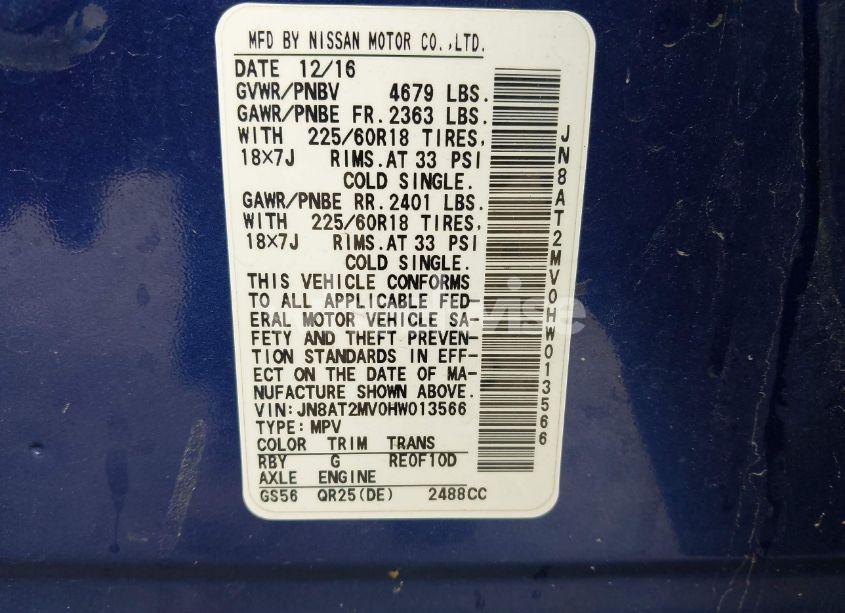 MFD BY NISSAN MOTOR CO.,LTD.
DATE 12/16
GVWR/PNBV 4679 LBS.
GAWR/PNBE FR. 2363 LBS.
WITH 225/60R18 TIRES,
18×7J RIMS.AT 33 PSI
COLD SINGLE.
GAWR/PNBE RR. 2401 LBS.
WITH 225/60R18 TIRES,
18×7J RIMS.AT 33 PSI
COLD SINGLE.
THIS VEHICLE CONFORMS
TO ALL APPLICABLE FED-
ERAL MOTOR VEHICLE SA-
FETY AND THEFT PREVEN-
TION STANDARDS IN EFF-
ECT ON THE DATE OF MA-
NUFACTURE SHOWN ABOVE.
VIN:JN8AT2MV0HW013566
TYPE:MPV
COLOR TRIM TRANS
RBY G RE0F10D
AXLE ENGINE
GS56 QR25(DE) 2488CC
JN8AT2MV0HW013566